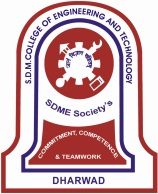 S.D.M.COLLEGE OF ENGINEERING AND TECHNOLOGY
SDME Society's
COMMITMENT, COMPETENCE
& TEAMWORK
DHARWAD